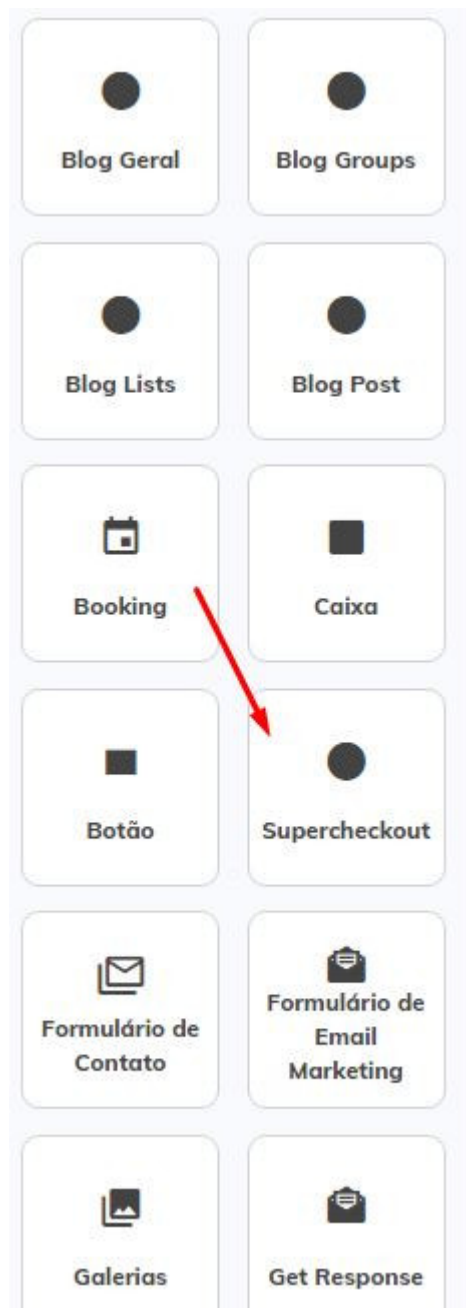 Blog Geral
Blog Groups
Blog Lists
Blog Post
Booking
Caixa
Botão
Supercheckout
Formulário de
Contato
Formulário de
Email
Marketing
Galerias
Get Response